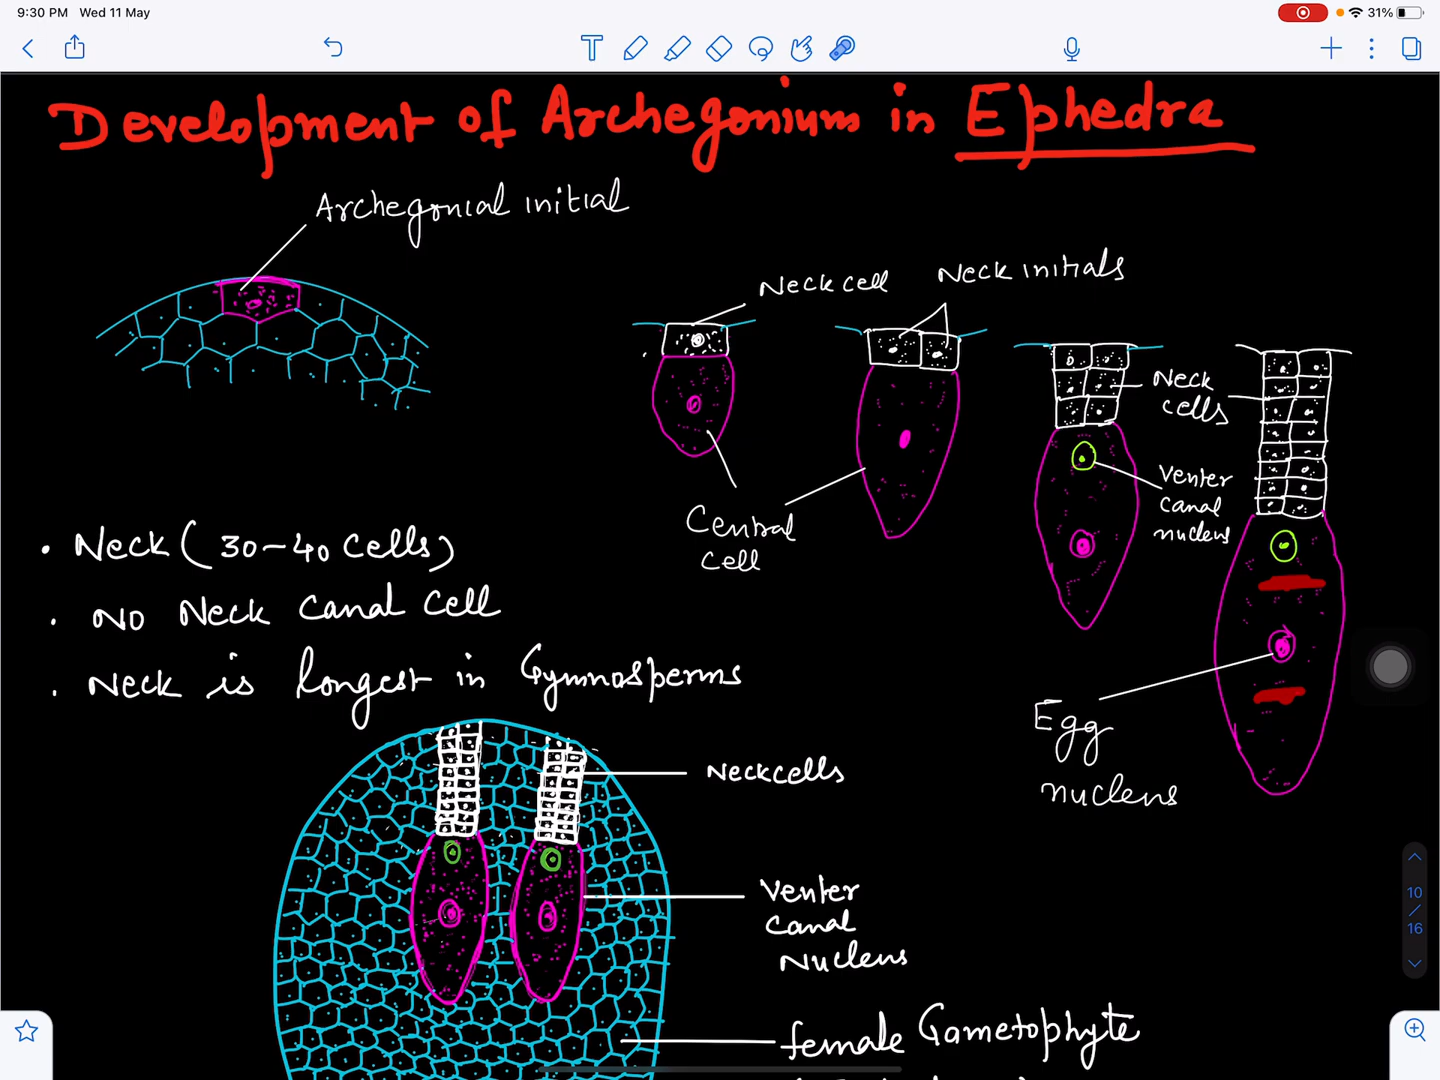 9:30 PM Wed 11 May
31%
Development of Archegonium in Ephedra
Archegonial initial
Neck cell
Neck initials
Neck
cells
Venter
canal
nucleus
Central
cell
• Neck (30-40 cells)
. NO Neck canal cell
. Neck is longest in Gymnosperms
Egg
nucleus
Neckcells
Venter
canal
Nucleus
female Gametophyte
10
/
16